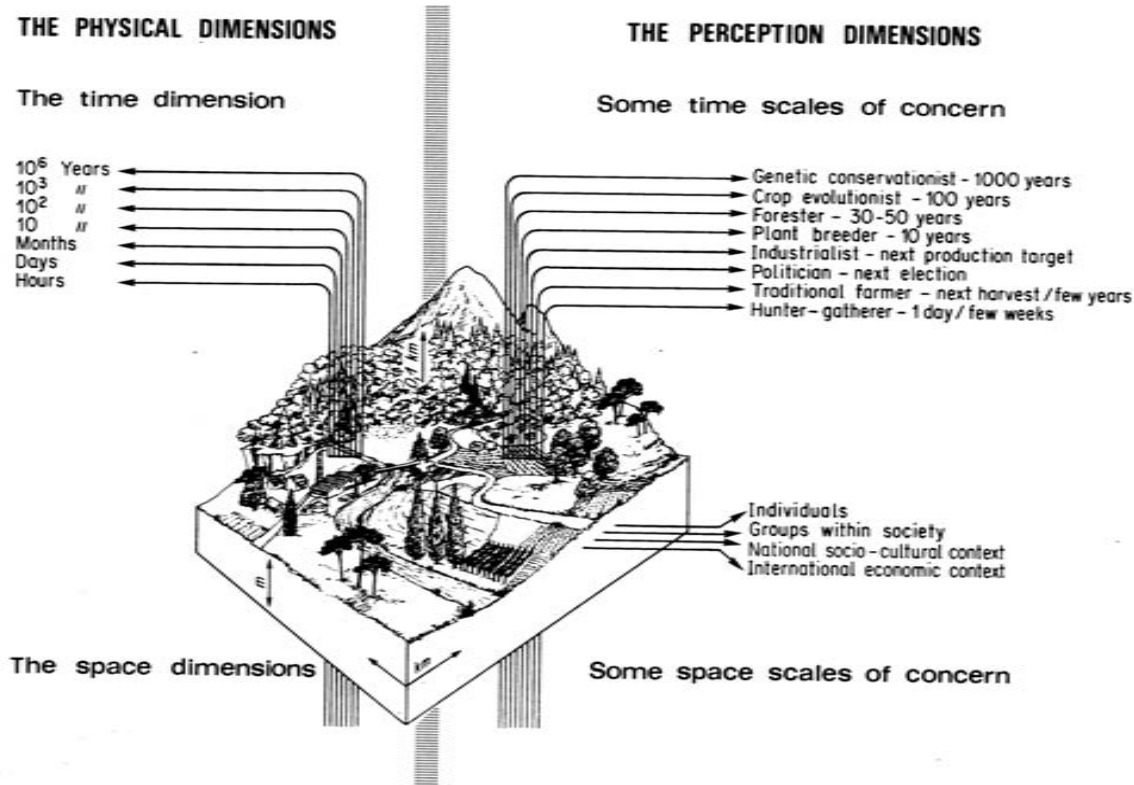 THE PHYSICAL DIMENSIONS
THE PERCEPTION DIMENSIONS
The time dimension
Some time scales of concern
10⁶ Years
10³ "
10² "
10 "
Months
Days
Hours
Genetic conservationist - 1000 years
Crop evolutionist - 100 years
Forester - 30-50 years
Plant breeder - 10 years
Industrialist - next production target
Politician - next election
Traditional farmer - next harvest/few years
Hunter-gatherer - 1 day/few weeks
0.1 km
Individuals
Groups within society
National socio-cultural context
International economic context
m
km
The space dimensions
Some space scales of concern